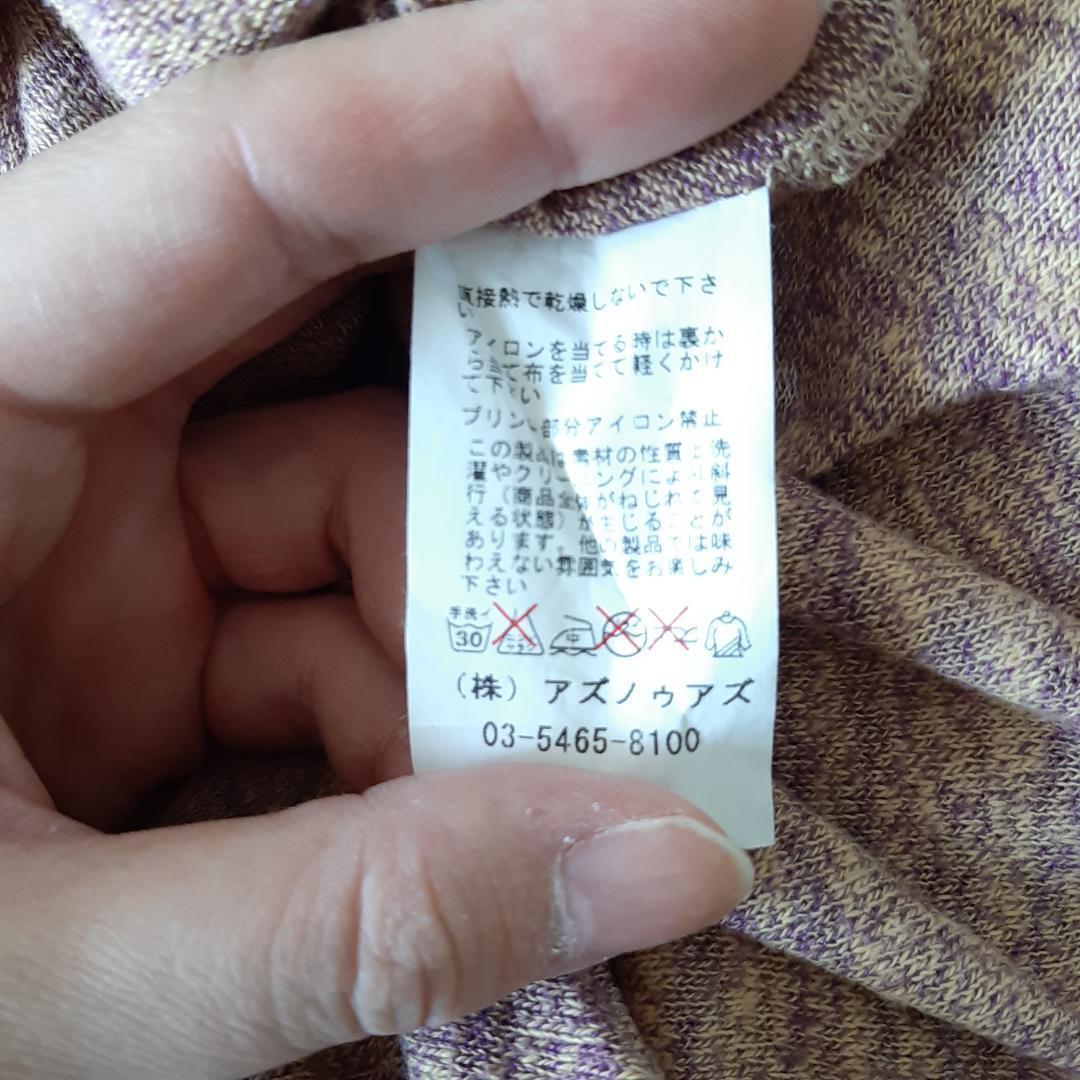 直接熱で乾燥しないで下さ
い
アイロンを当てる時は裏か
ら当て布を当てて軽くかけ
て下さい
プリント部分アイロン禁止
この製品は素材の性質上洗
濯やクリーニングにより斜
行（商品全体がねじれて見
える状態）が生じることが
あります。他の製品では味
わえない雰囲気をお楽しみ
下さい
手洗イ
30 中
（株）アズノゥアズ
03-5465-8100